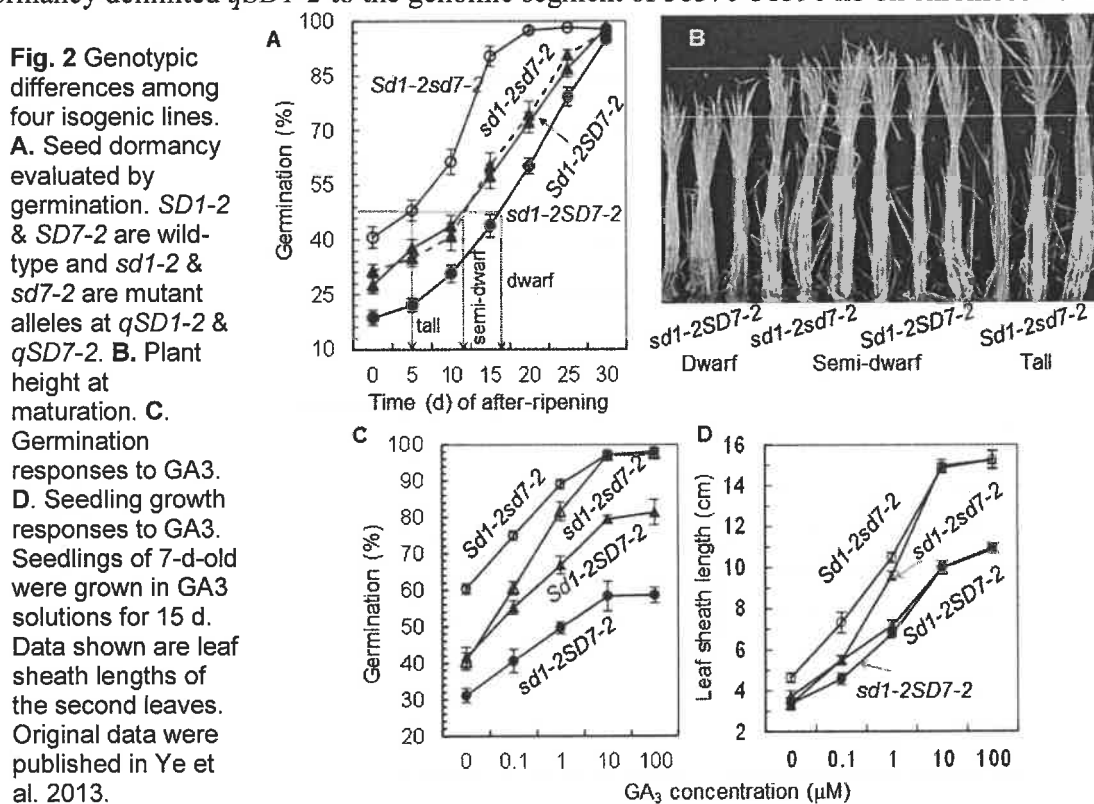 delimited qSD1-2 to the genomic segment of
Fig. 2 Genotypic
differences among
four isogenic lines.
A. Seed dormancy
evaluated by
germination. SD1-2
& SD7-2 are wild-
type and sd1-2 &
sd7-2 are mutant
alleles at qSD1-2 &
qSD7-2. B. Plant
height at
maturation. C.
Germination
responses to GA3.
D. Seedling growth
responses to GA3.
Seedlings of 7-d-old
were grown in GA3
solutions for 15 d.
Data shown are leaf
sheath lengths of
the second leaves.
Original data were
published in Ye et
al. 2013.
A
Germination (%)
100
85
70
55
40
25
10
Sd1-2sd7-2
sd1-2sd7-2
Sd1-2SD7-2
sd1-2SD7-2
tall
semi-dwarf
dwarf
0 5 10 15 20 25 30
Time (d) of after-ripening
B
sd1-2SD7-2 sd1-2sd7-2 Sd1-2SD7-2 Sd1-2sd7-2
Dwarf Semi-dwarf Tall
C
Germination (%)
100
90
80
70
60
50
40
30
20
Sd1-2sd7-2
sd1-2sd7-2
Sd1-2SD7-2
sd1-2SD7-2
0 0.1 1 10 100
D
Leaf sheath length (cm)
16
14
12
10
8
6
4
2
Sd1-2sd7-2
sd1-2sd7-2
Sd1-2SD7-2
sd1-2SD7-2
0 0.1 1 10 100
GA3 concentration (μM)